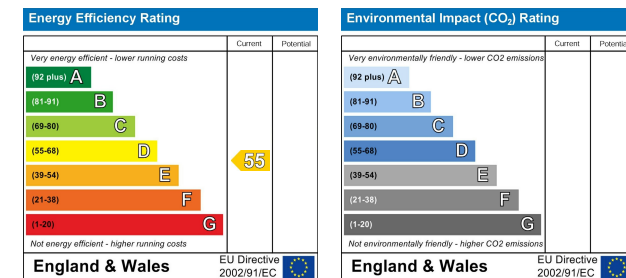 Energy Efficiency Rating
Current Potential
Very energy efficient - lower running costs
(92 plus) A
(81-91) B
(69-80) C
(55-68) D
55
(39-54) E
(21-38) F
(1-20) G
Not energy efficient - higher running costs
England & Wales
EU Directive
2002/91/EC
Environmental Impact (CO₂) Rating
Current Potential
Very environmentally friendly - lower CO2 emissions
(92 plus) A
(81-91) B
(69-80) C
(55-68) D
(39-54) E
(21-38) F
(1-20) G
Not environmentally friendly - higher CO2 emissions
England & Wales
EU Directive
2002/91/EC